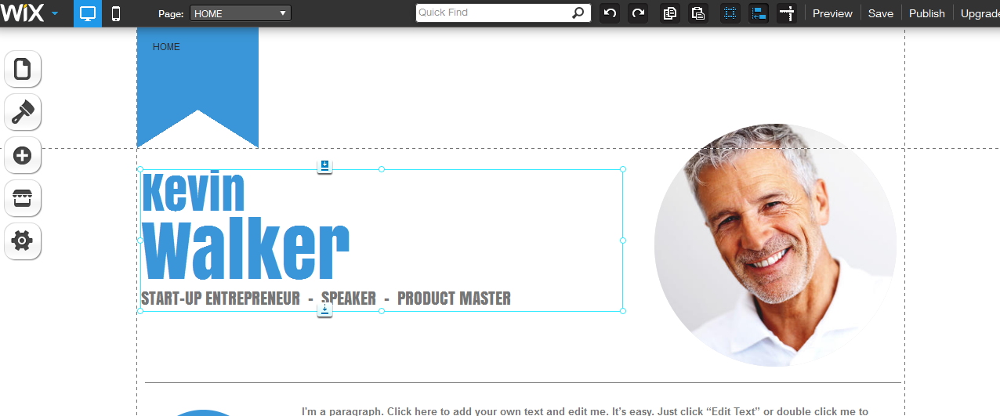 WiX Page: HOME Quick Find Preview Save Publish Upgrade
HOME
Kevin
Walker
START-UP ENTREPRENEUR - SPEAKER - PRODUCT MASTER
I'm a paragraph. Click here to add your own text and edit me. It's easy. Just click “Edit Text” or double click me to